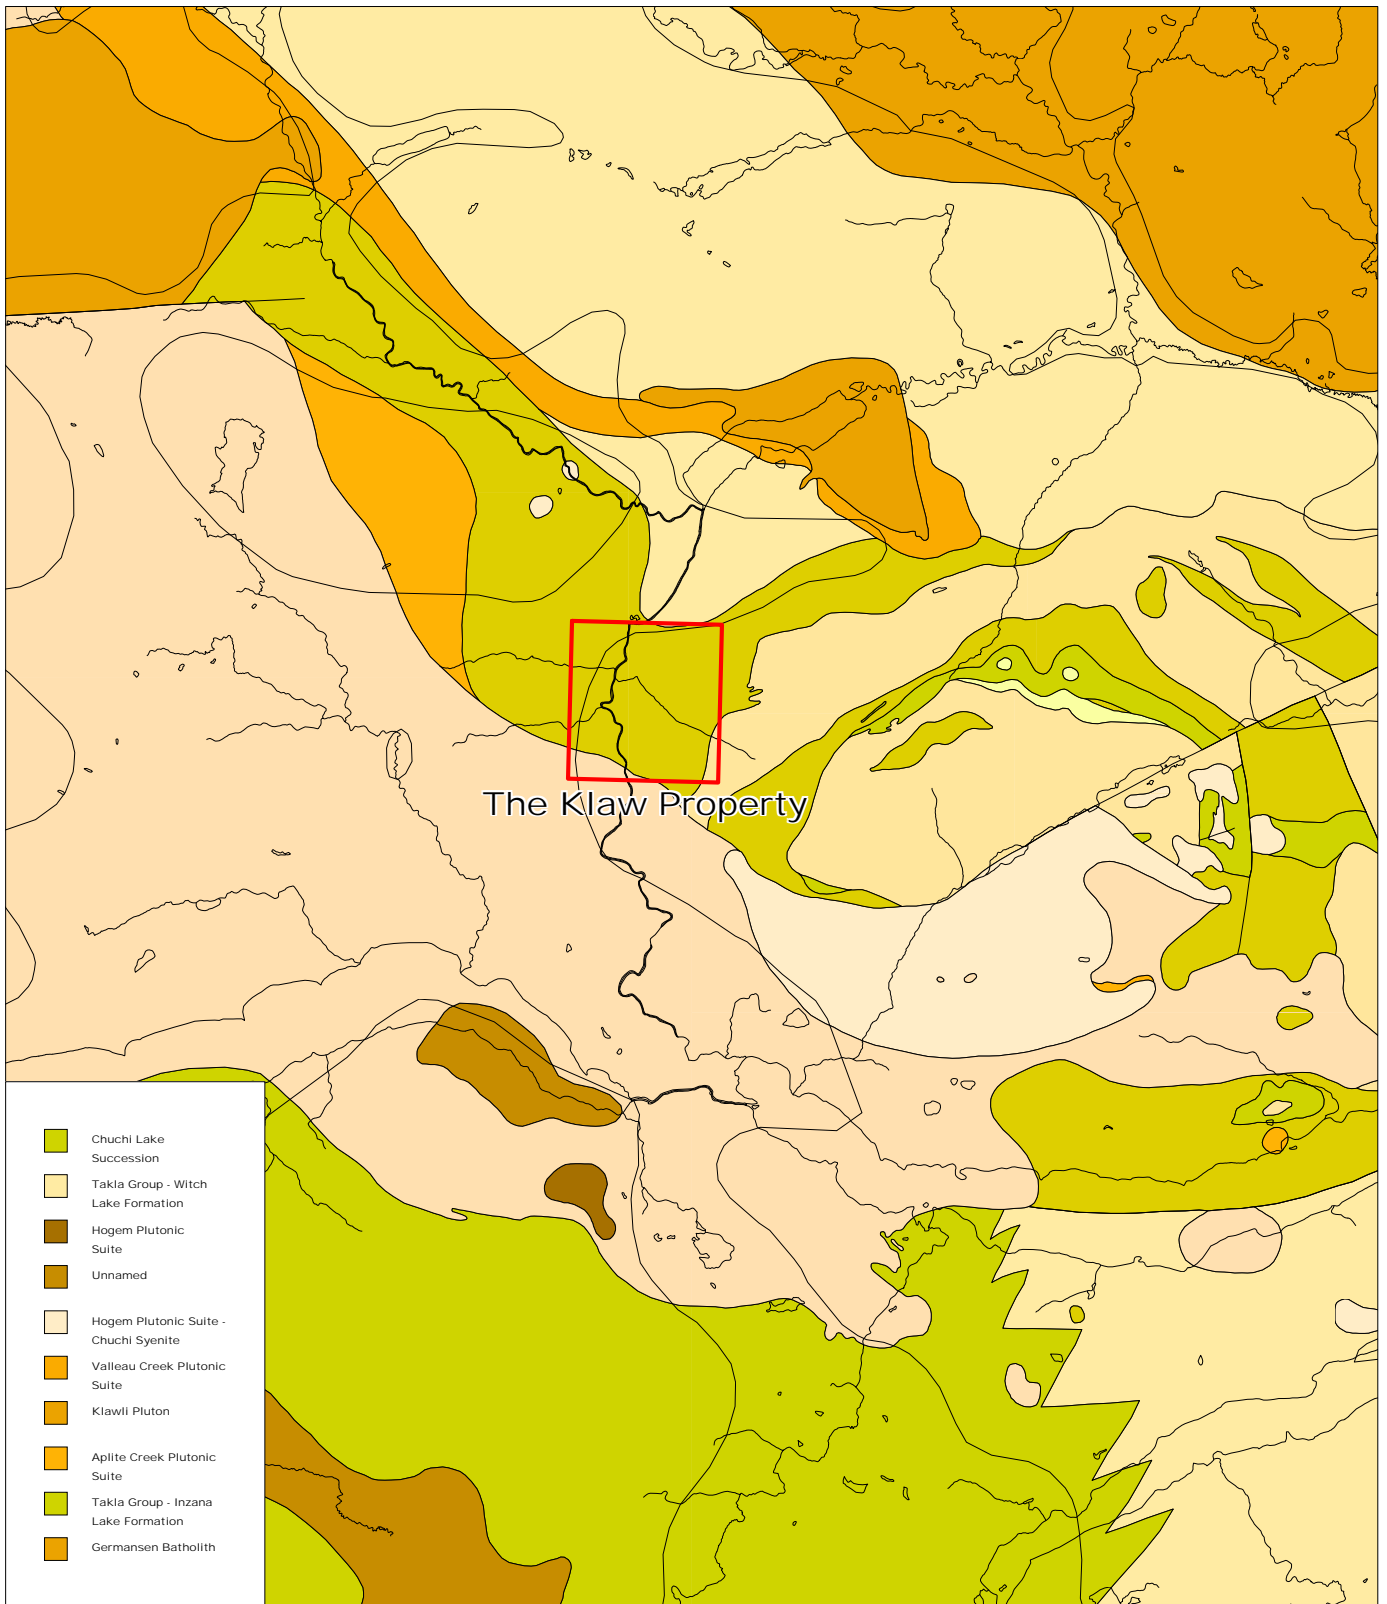 The Klaw Property
Chuchi Lake
Succession
Takla Group - Witch
Lake Formation
Hogem Plutonic
Suite
Unnamed
Hogem Plutonic Suite -
Chuchi Syenite
Valleau Creek Plutonic
Suite
Klawli Pluton
Aplite Creek Plutonic
Suite
Takla Group - Inzana
Lake Formation
Germansen Batholith